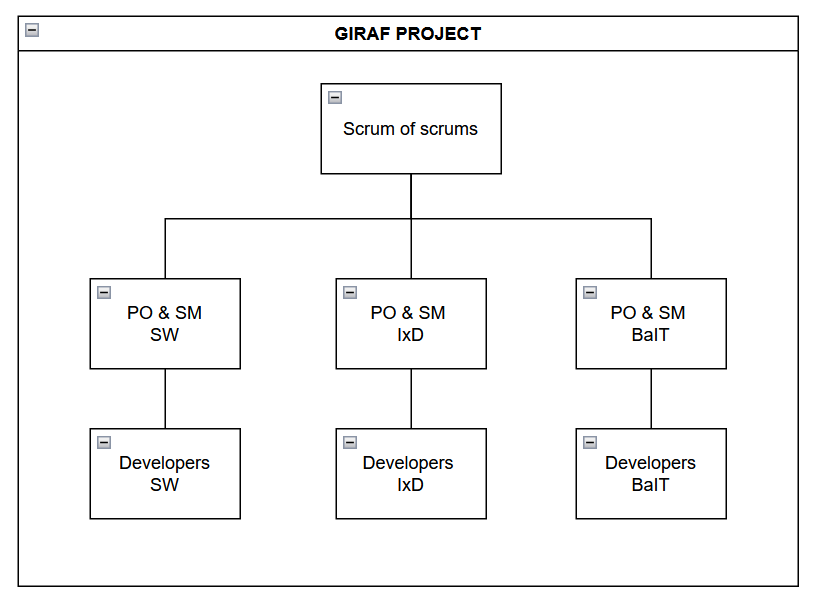 GIRAF PROJECT
Scrum of scrums
PO & SM
SW
PO & SM
IxD
PO & SM
BaIT
Developers
SW
Developers
IxD
Developers
BaIT